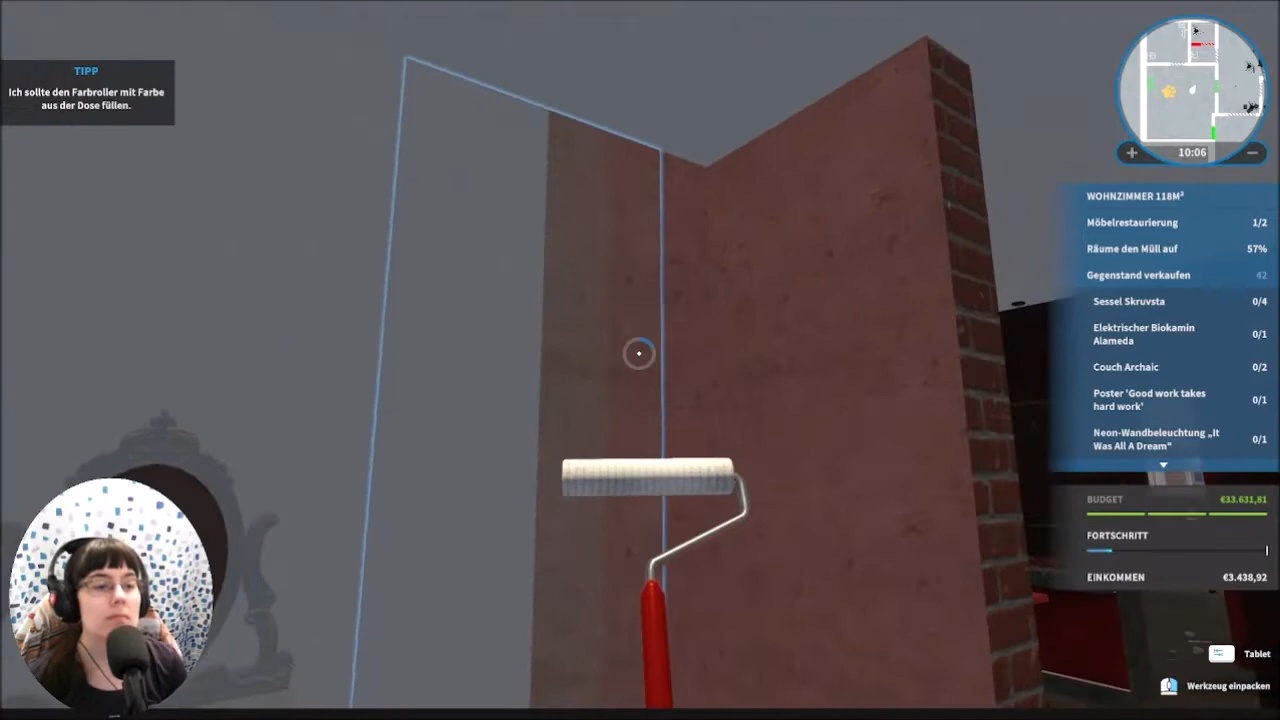 TIPP
Ich sollte den Farbroller mit Farbe
aus der Dose füllen.
10:06
WOHNZIMMER 118M²
Möbelrestaurierung 1/2
Räume den Müll auf 57%
Gegenstand verkaufen 42
Sessel Skruvsta 0/4
Elektrischer Biokamin
Alameda 0/1
Couch Archaic 0/2
Poster 'Good work takes
hard work' 0/1
Neon-Wandbeleuchtung „It
Was All A Dream" 0/1
BUDGET €33.631,81
FORTSCHRITT
EINKOMMEN €3.438,92
Tablet
Werkzeug einpacken